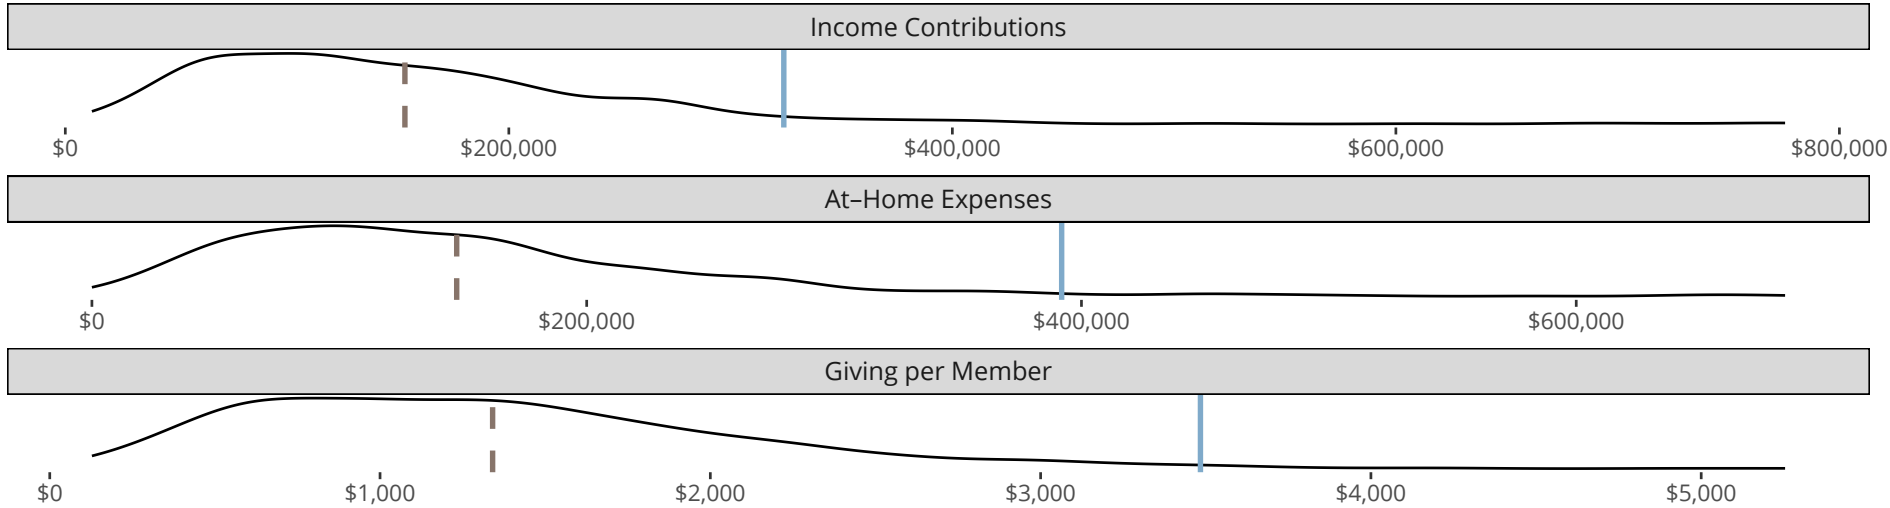 Income Contributions
$0 $200,000 $400,000 $600,000 $800,000
At–Home Expenses
$0 $200,000 $400,000 $600,000
Giving per Member
$0 $1,000 $2,000 $3,000 $4,000 $5,000